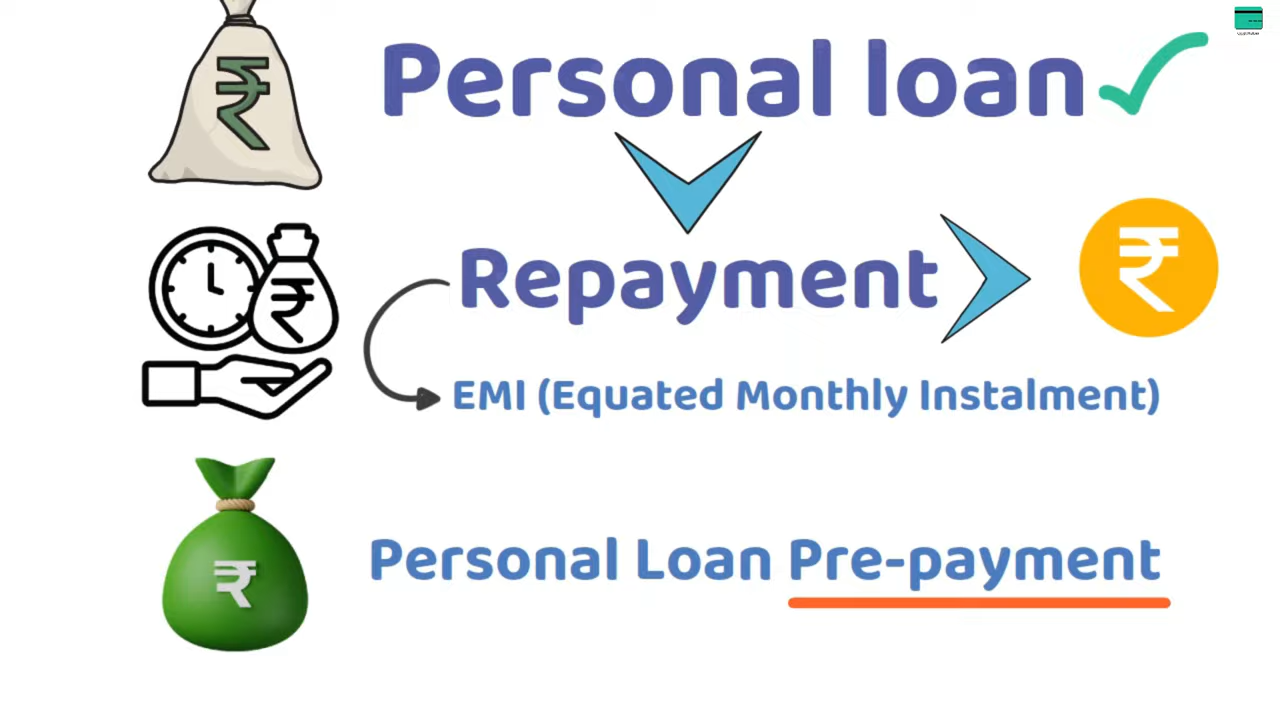 Personal loan
Repayment
EMI (Equated Monthly Instalment)
Personal Loan Pre-payment